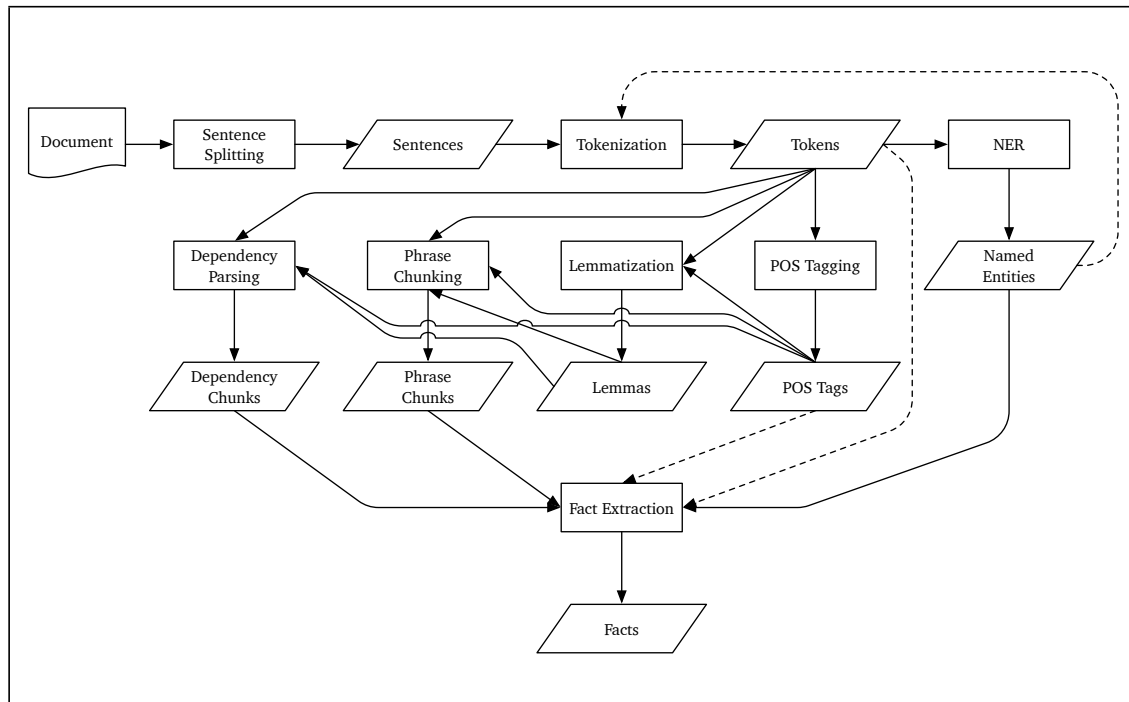 Document
Sentence
Splitting
Sentences
Tokenization
Tokens
NER
Dependency
Parsing
Phrase
Chunking
Lemmatization
POS Tagging
Named
Entities
Dependency
Chunks
Phrase
Chunks
Lemmas
POS Tags
Fact Extraction
Facts